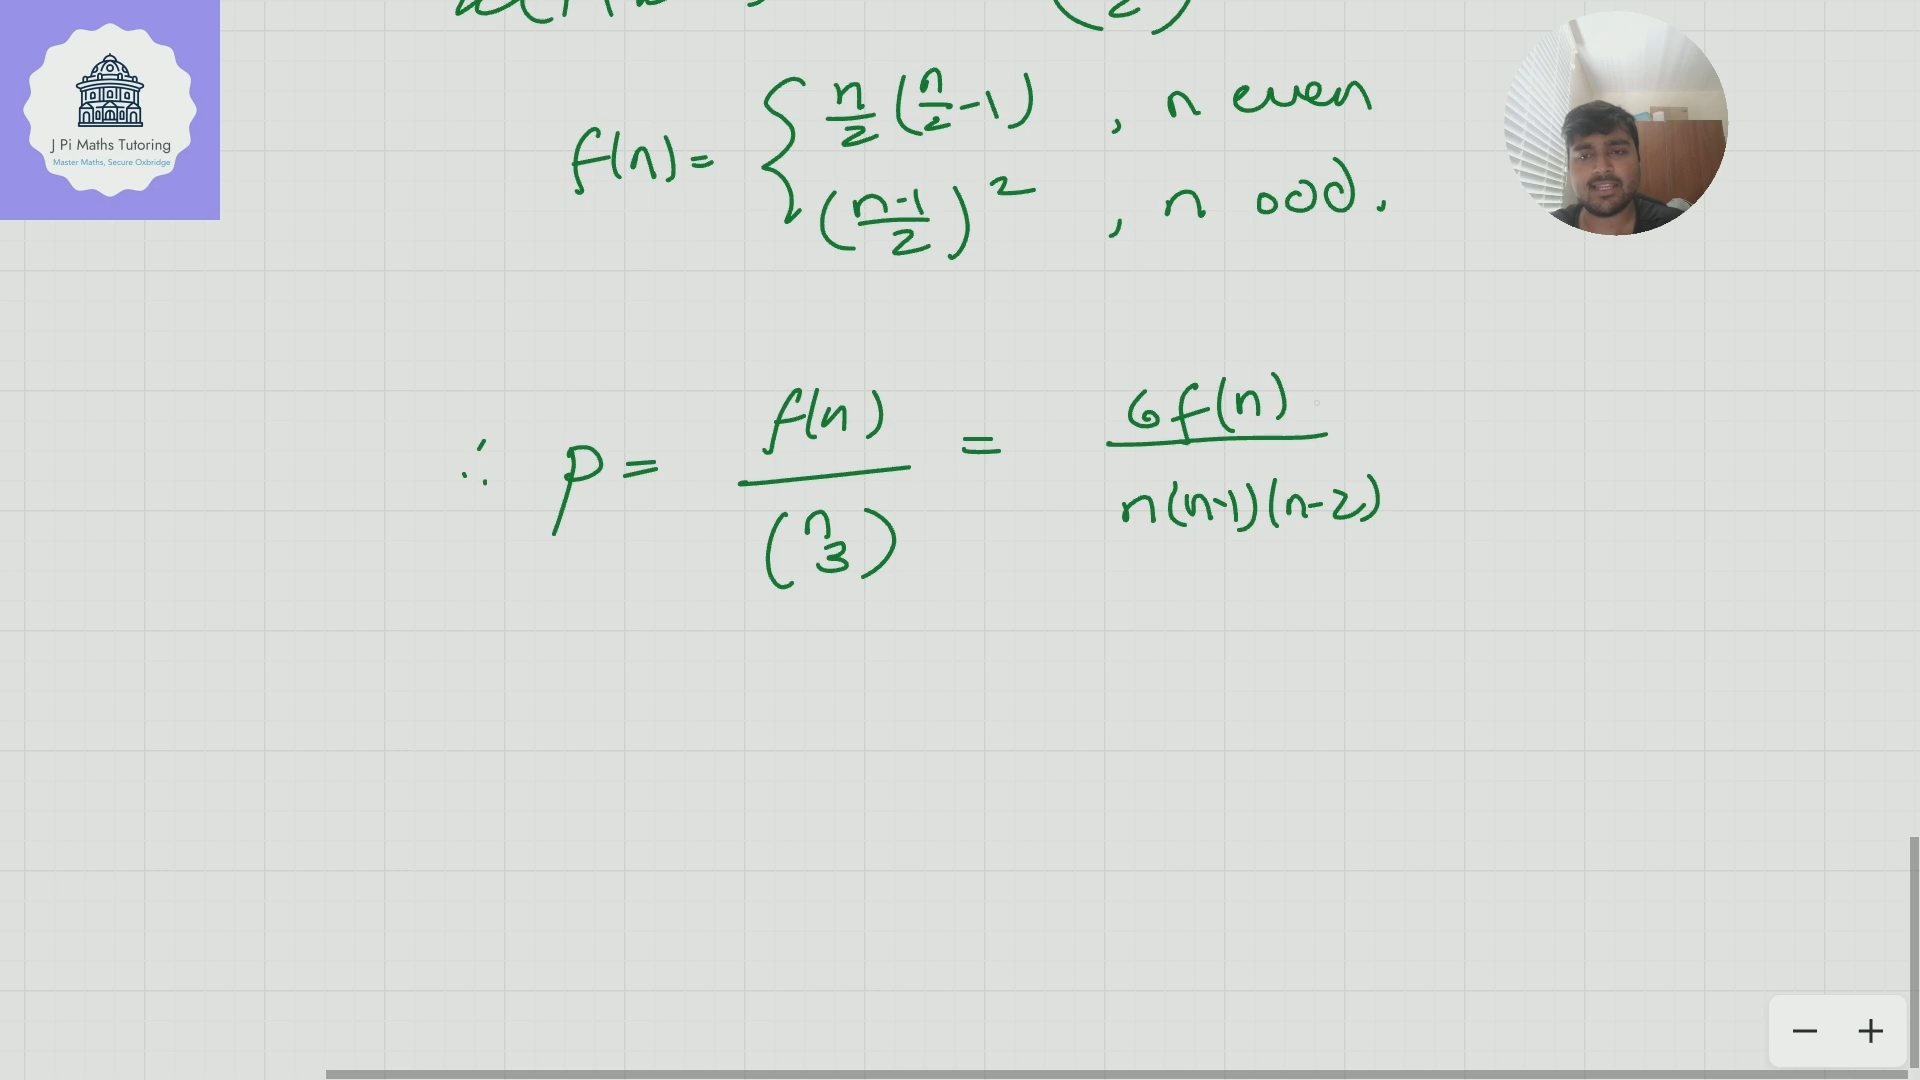 J Pi Maths Tutoring
Master Maths, Secure Oxbridge
f(n) = { n/2 (n/2 - 1) , n even
((n-1)/2)^2 , n odd.
∴ p = f(n) / (n 3) = 6f(n) / n(n-1)(n-2)